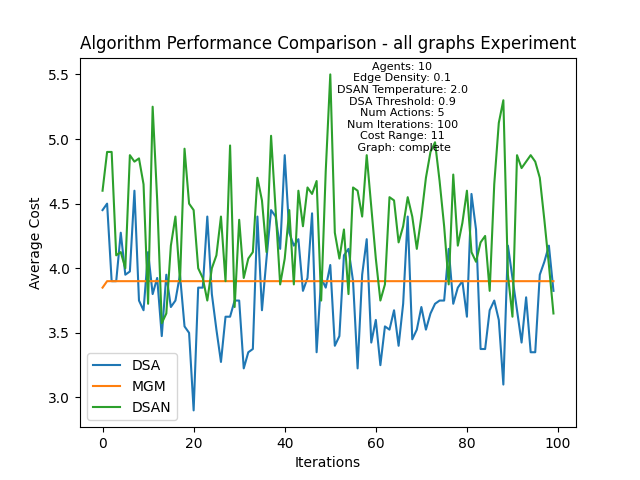 Algorithm Performance Comparison - all graphs Experiment
Agents: 10
Edge Density: 0.1
DSAN Temperature: 2.0
DSA Threshold: 0.9
Num Actions: 5
Num Iterations: 100
Cost Range: 11
Graph: complete
5.5
5.0
4.5
4.0
3.5
3.0
Average Cost
DSA
MGM
DSAN
0 20 40 60 80 100
Iterations